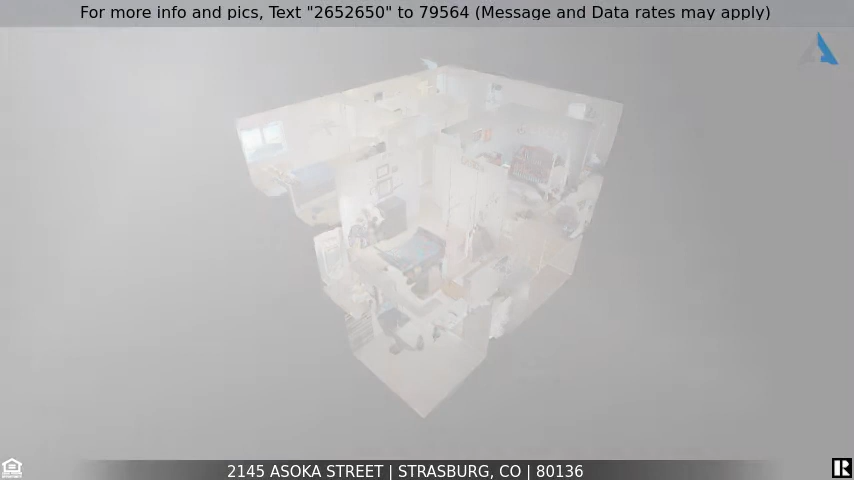 For more info and pics, Text "2652650" to 79564 (Message and Data rates may apply)
2145 ASOKA STREET | STRASBURG, CO | 80136